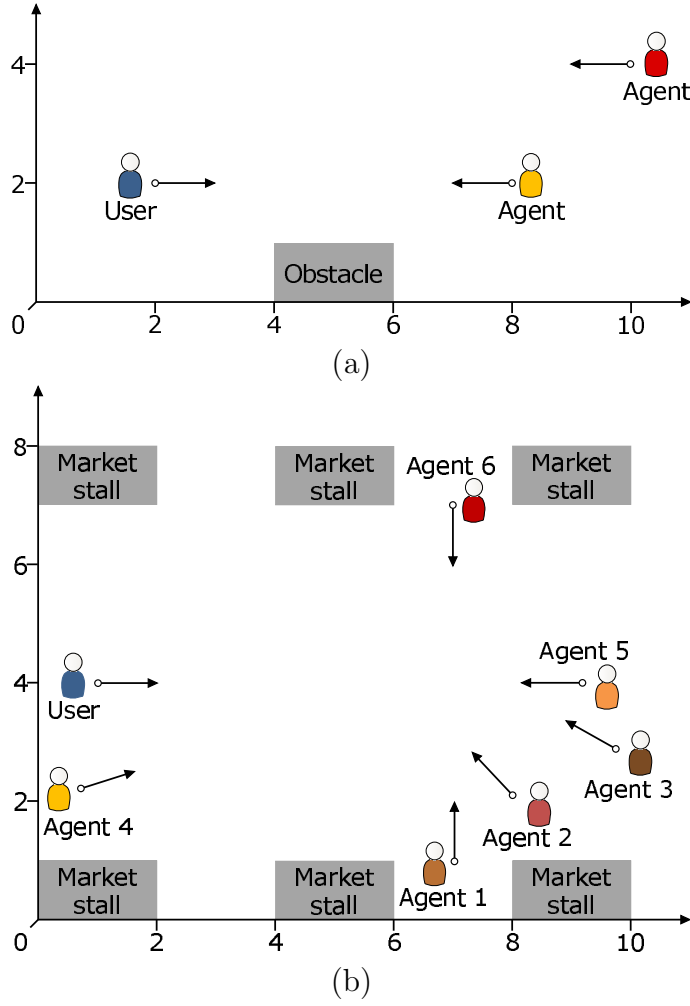 4
Agent
2
User
Agent
Obstacle
0 2 4 6 8 10
(a)
8
Market
stall
Market
stall
Agent 6
Market
stall
6
Agent 5
4
User
Agent 3
2
Agent 4
Agent 2
Market
stall
Market
stall
Agent 1
Market
stall
0 2 4 6 8 10
(b)